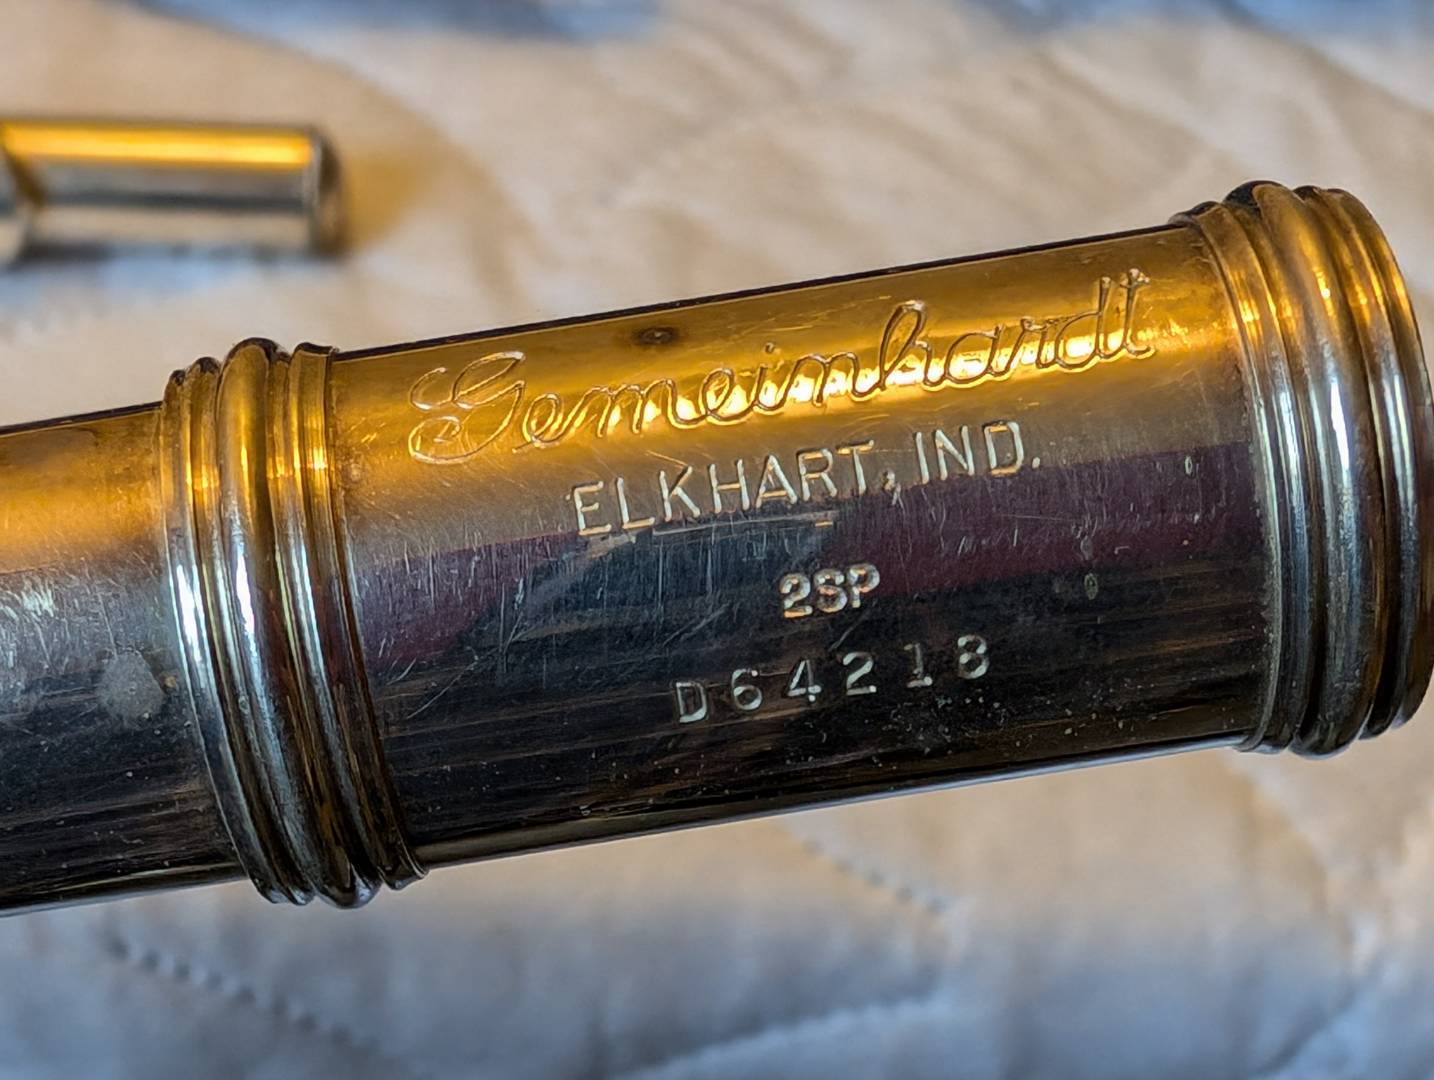 Gemeinhardt
ELKHART, IND.
2SP
D64218